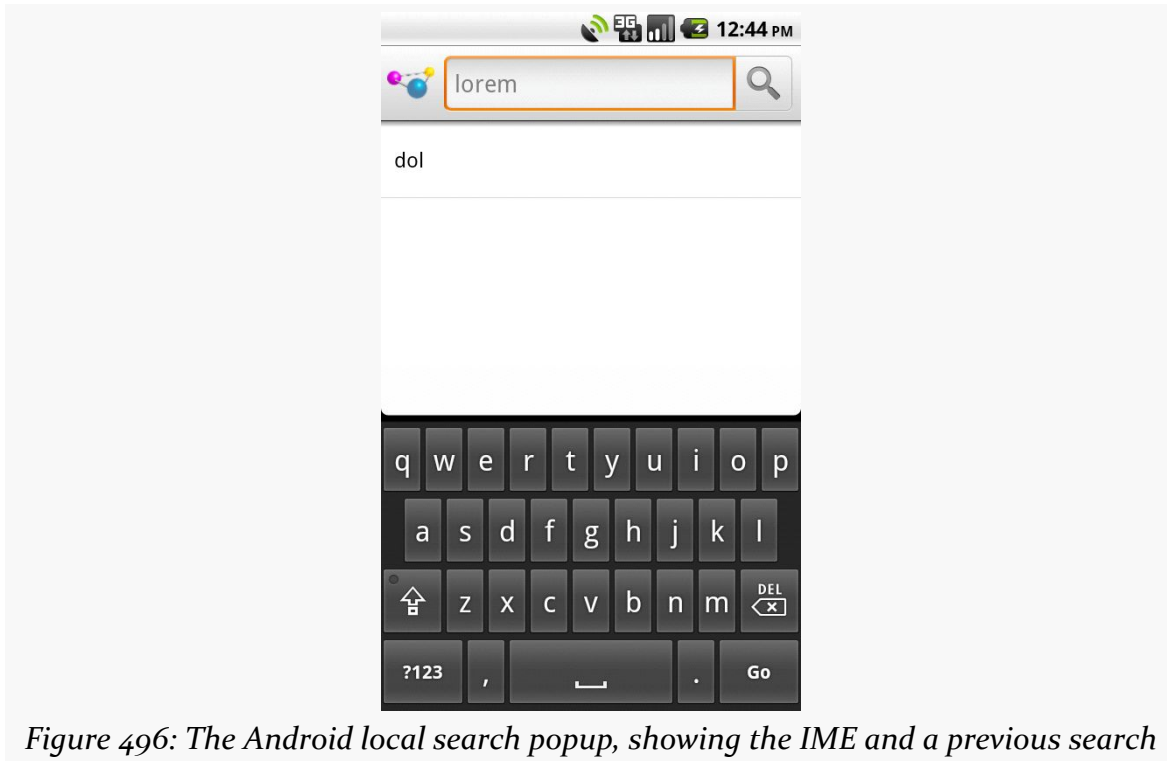 3G 12:44 PM
lorem
dol
q w e r t y u i o p
a s d f g h j k l
z x c v b n m DEL
?123 , . Go
Figure 496: The Android local search popup, showing the IME and a previous search